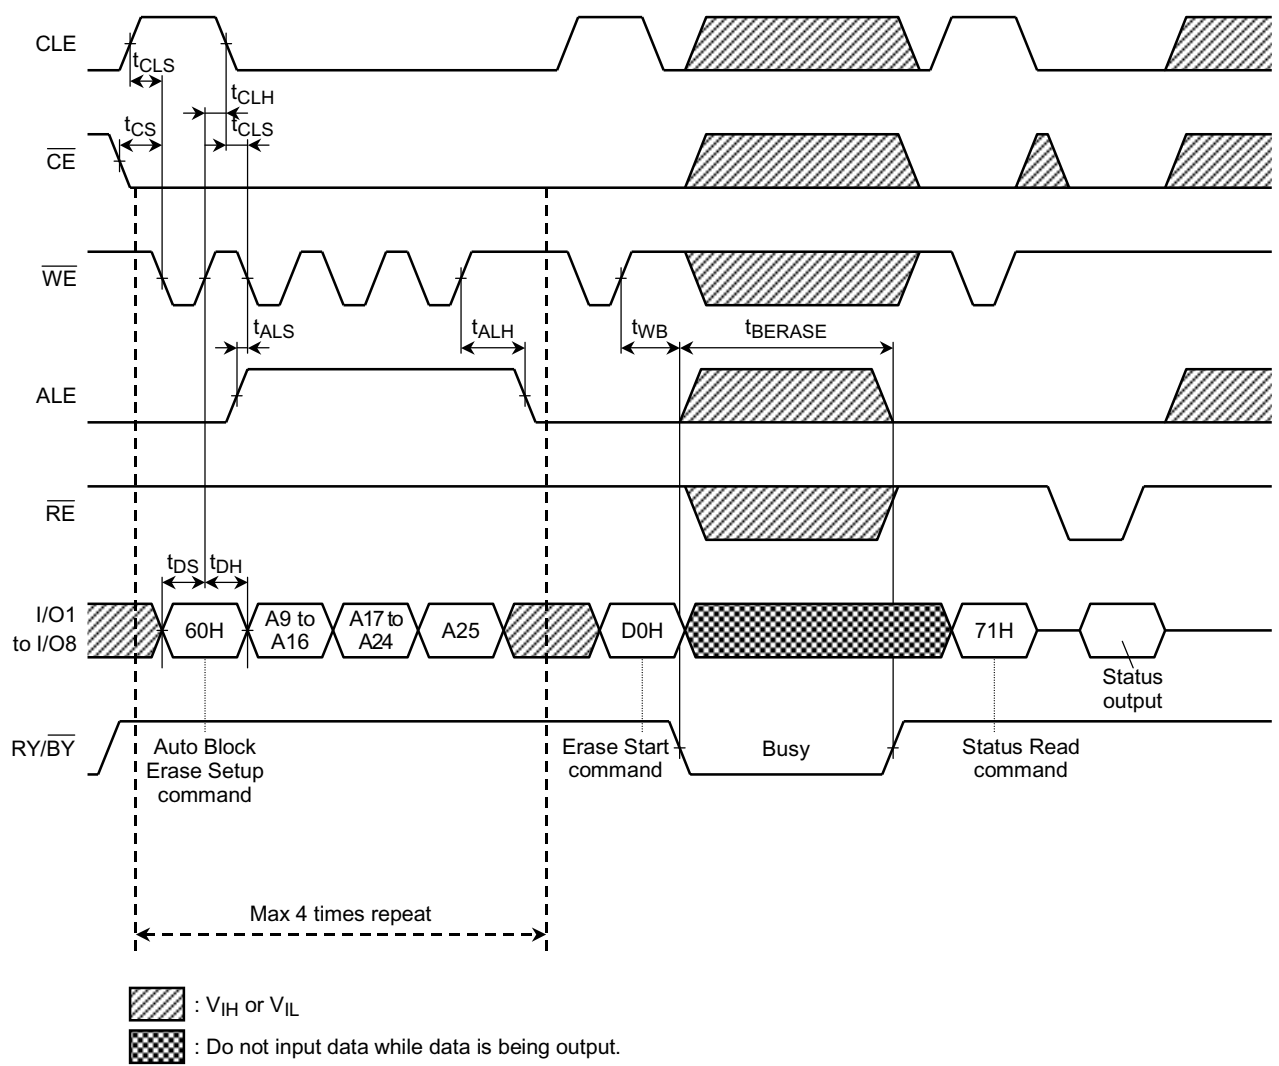 CLE
tCLS
tCLH
tCS
tCLS
CE
WE
tALS
tALH
tWB
tBERASE
ALE
RE
tDS
tDH
I/O1
to I/O8
60H
A9 to
A16
A17 to
A24
A25
D0H
71H
Status
output
RY/BY
Auto Block
Erase Setup
command
Erase Start
command
Busy
Status Read
command
Max 4 times repeat
: VIH or VIL
: Do not input data while data is being output.